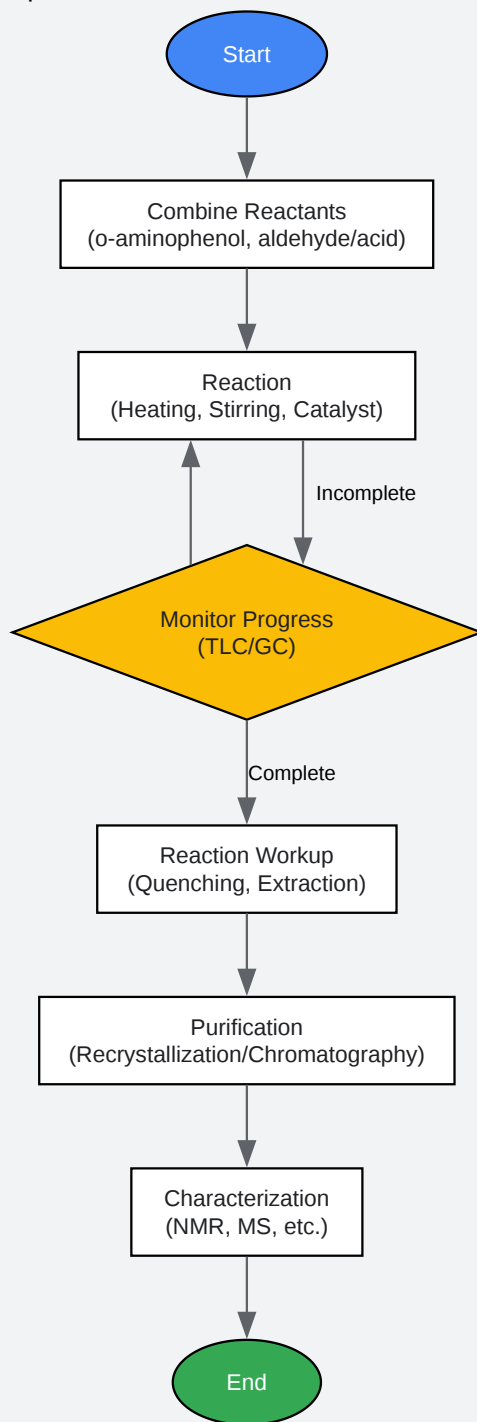 Start
Combine Reactants
(o-aminophenol, aldehyde/acid)
Reaction
(Heating, Stirring, Catalyst)
Incomplete
Monitor Progress
(TLC/GC)
Complete
Reaction Workup
(Quenching, Extraction)
Purification
(Recrystallization/Chromatography)
Characterization
(NMR, MS, etc.)
End